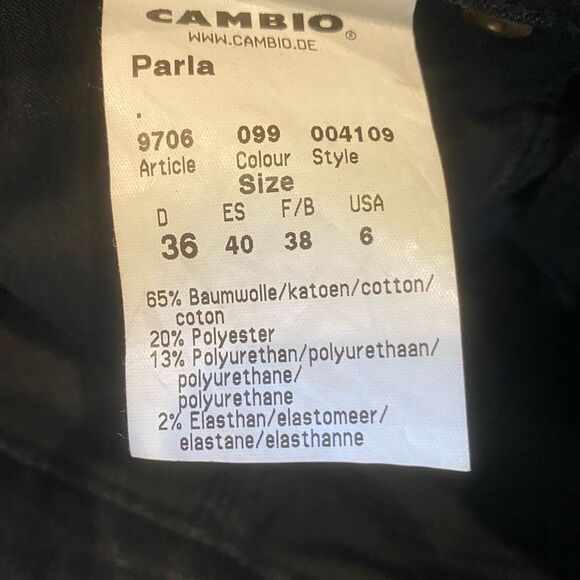 CAMBIO®
WWW.CAMBIO.DE
Parla
.
9706 099 004109
Article Colour Style
Size
D ES F/B USA
36 40 38 6
65% Baumwolle/katoen/cotton/
coton
20% Polyester
13% Polyurethan/polyurethaan/
polyurethane/
polyurethane
2% Elasthan/elastomeer/
elastane/elasthanne